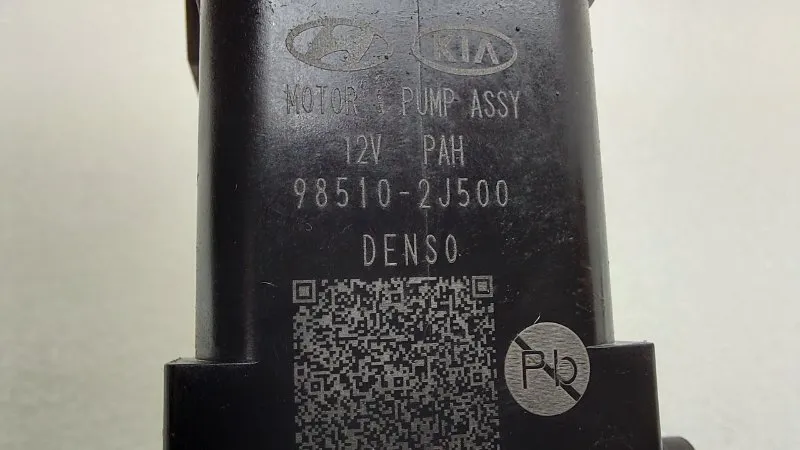 KIA
MOTOR & PUMP ASSY
12V PAH
98510-2J500
DENSO
Pb